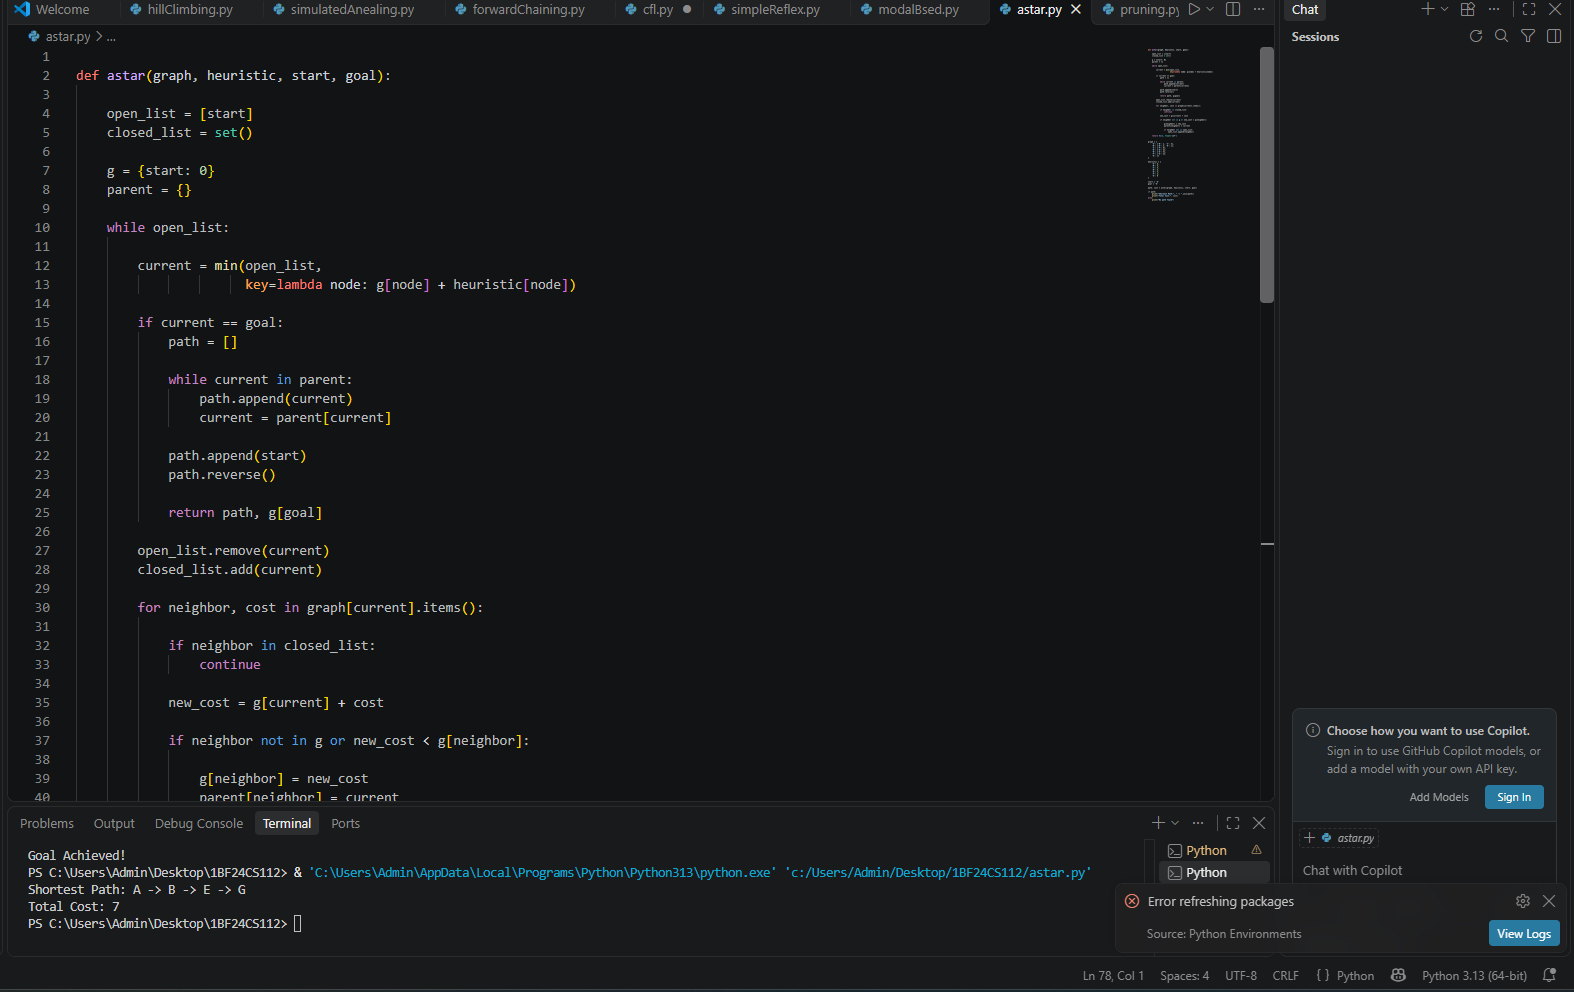 Welcome
hillClimbing.py
simulatedAnealing.py
forwardChaining.py
cfl.py
simpleReflex.py
modalBsed.py
astar.py
pruning.py
Chat
astar.py > ...
Sessions
1
2 def astar(graph, heuristic, start, goal):
3
4 open_list = [start]
5 closed_list = set()
6
7 g = {start: 0}
8 parent = {}
9
10 while open_list:
11
12 current = min(open_list,
13 key=lambda node: g[node] + heuristic[node])
14
15 if current == goal:
16 path = []
17
18 while current in parent:
19 path.append(current)
20 current = parent[current]
21
22 path.append(start)
23 path.reverse()
24
25 return path, g[goal]
26
27 open_list.remove(current)
28 closed_list.add(current)
29
30 for neighbor, cost in graph[current].items():
31
32 if neighbor in closed_list:
33 continue
34
35 new_cost = g[current] + cost
36
37 if neighbor not in g or new_cost < g[neighbor]:
38
39 g[neighbor] = new_cost
40 parent[neighbor] = current
Choose how you want to use Copilot.
Sign in to use GitHub Copilot models, or
add a model with your own API key.
Add Models
Sign In
astar.py
Chat with Copilot
Problems
Output
Debug Console
Terminal
Ports
Goal Achieved!
PS C:\Users\Admin\Desktop\1BF24CS112> & 'C:\Users\Admin\AppData\Local\Programs\Python\Python313\python.exe' 'c:/Users/Admin/Desktop/1BF24CS112/astar.py'
Shortest Path: A -> B -> E -> G
Total Cost: 7
PS C:\Users\Admin\Desktop\1BF24CS112>
Python
Python
Error refreshing packages
Source: Python Environments
View Logs
Ln 78, Col 1
Spaces: 4
UTF-8
CRLF
{ } Python
Python 3.13 (64-bit)